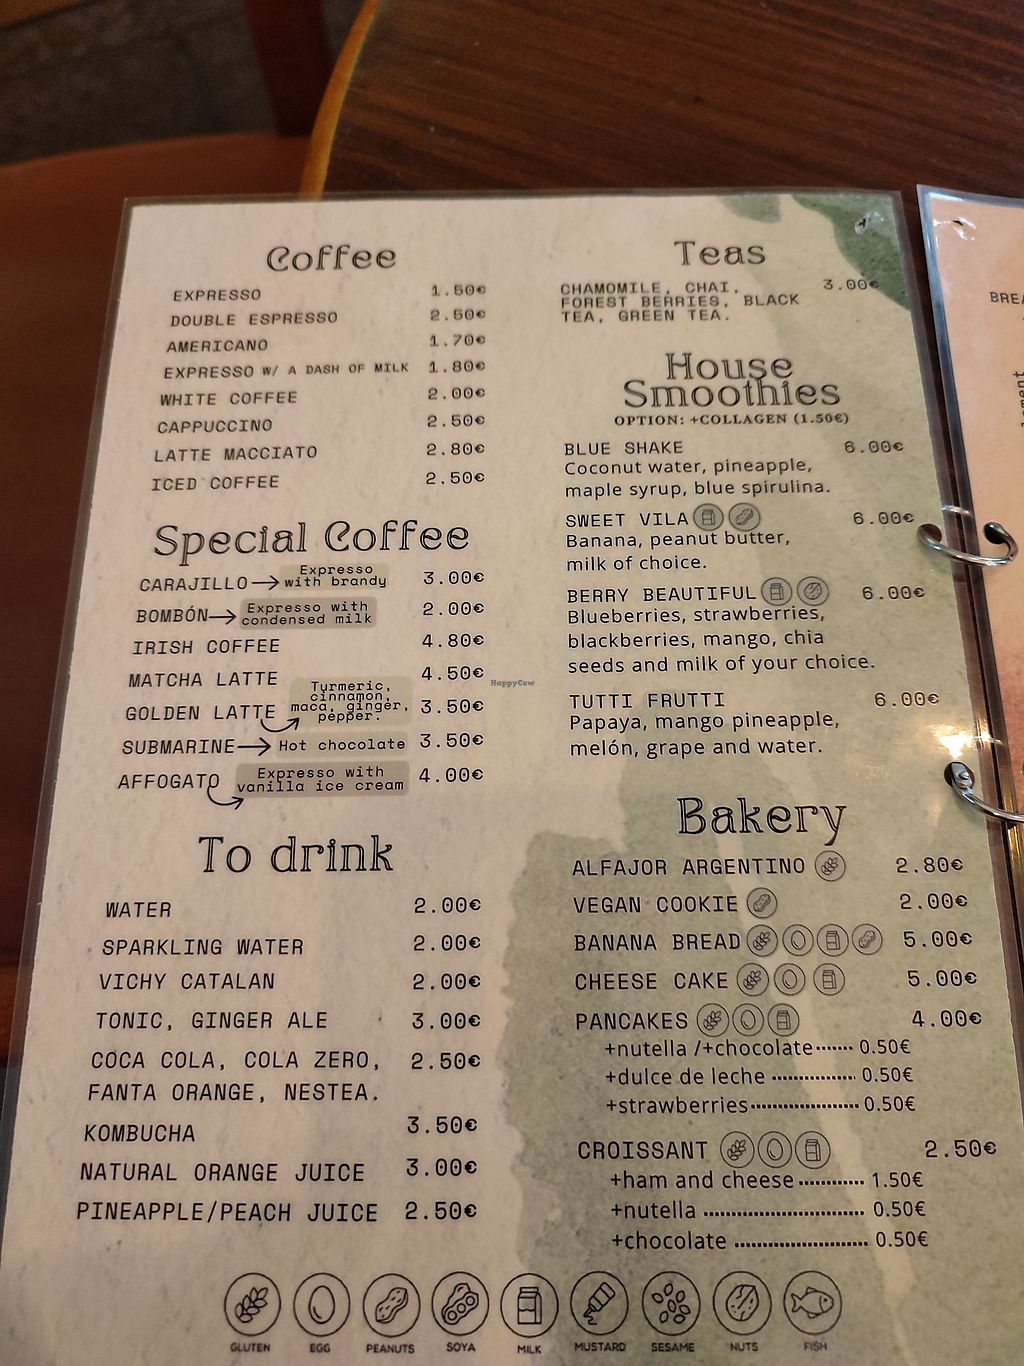 Coffee
EXPRESSO 1.50€
DOUBLE ESPRESSO 2.50€
AMERICANO 1.70€
EXPRESSO W/ A DASH OF MILK 1.80€
WHITE COFFEE 2.00€
CAPPUCCINO 2.50€
LATTE MACCIATO 2.80€
ICED COFFEE 2.50€
Special Coffee
CARAJILLO Expresso with brandy 3.00€
BOMBÓN Expresso with condensed milk 2.00€
IRISH COFFEE 4.80€
MATCHA LATTE 4.50€
GOLDEN LATTE Turmeric, cinnamon, maca, ginger, pepper. 3.50€
SUBMARINE Hot chocolate 3.50€
AFFOGATO Expresso with vanilla ice cream 4.00€
To drink
WATER 2.00€
SPARKLING WATER 2.00€
VICHY CATALAN 2.00€
TONIC, GINGER ALE 3.00€
COCA COLA, COLA ZERO, 2.50€
FANTA ORANGE, NESTEA.
KOMBUCHA 3.50€
NATURAL ORANGE JUICE 3.00€
PINEAPPLE/PEACH JUICE 2.50€
Teas
CHAMOMILE, CHAI, 3.00€
FOREST BERRIES, BLACK
TEA, GREEN TEA.
House
Smoothies
OPTION: +COLLAGEN (1.50€)
BLUE SHAKE 6.00€
Coconut water, pineapple,
maple syrup, blue spirulina.
SWEET VILA 6.00€
Banana, peanut butter,
milk of choice.
BERRY BEAUTIFUL 6.00€
Blueberries, strawberries,
blackberries, mango, chia
seeds and milk of your choice.
TUTTI FRUTTI 6.00€
Papaya, mango pineapple,
melón, grape and water.
Bakery
ALFAJOR ARGENTINO 2.80€
VEGAN COOKIE 2.00€
BANANA BREAD 5.00€
CHEESE CAKE 5.00€
PANCAKES 4.00€
+nutella /+chocolate....... 0.50€
+dulce de leche ................ 0.50€
+strawberries..................... 0.50€
CROISSANT 2.50€
+ham and cheese ............ 1.50€
+nutella .............................. 0.50€
+chocolate ......................... 0.50€
GLUTEN EGG PEANUTS SOYA MILK MUSTARD SESAME NUTS FISH
HappyCow